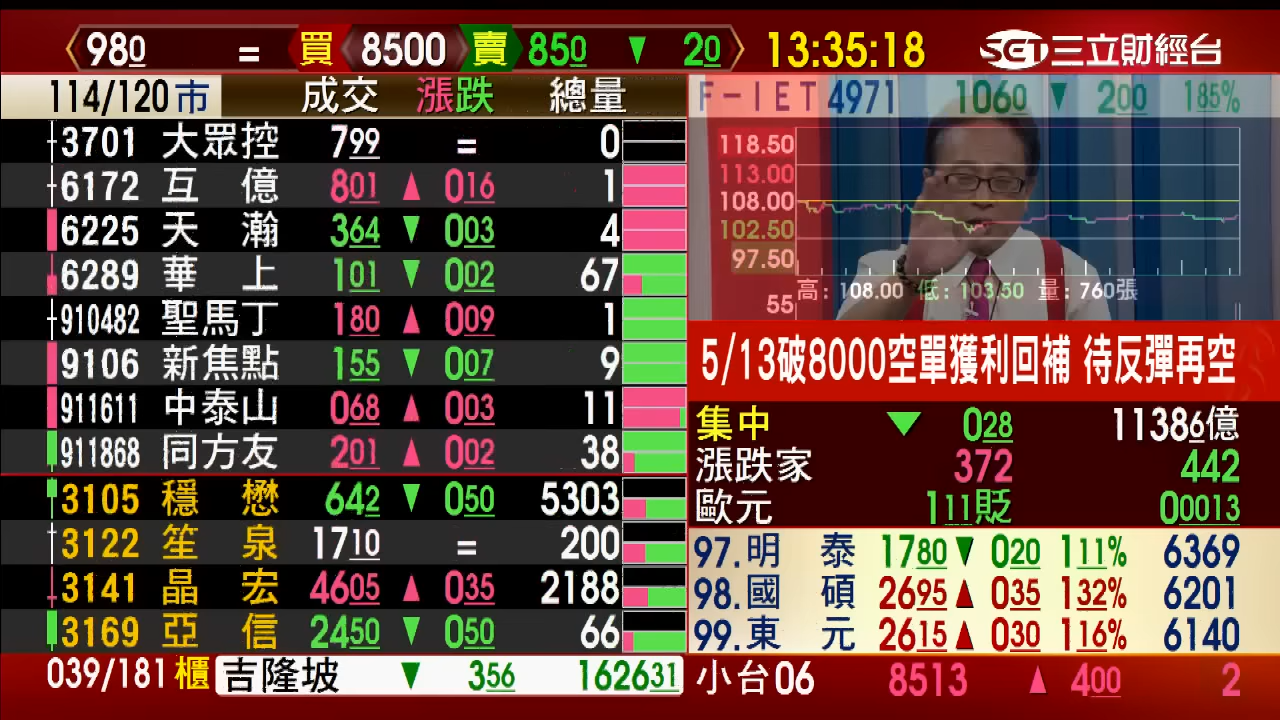 980 = 買 8500 賣 850 ▼ 20 13:35:18 SET三立財經台
114/120市 成交 漲跌 總量
3701 大眾控 799 = 0
6172 互億 801 ▲ 016 1
6225 天瀚 364 ▼ 003 4
6289 華上 101 ▼ 002 67
910482 聖馬丁 180 ▲ 009 1
9106 新焦點 155 ▼ 007 9
911611 中泰山 068 ▲ 003 11
911868 同方友 201 ▲ 002 38
3105 穩懋 642 ▼ 050 5303
3122 笙泉 1710 = 200
3141 晶宏 4605 ▲ 035 2188
3169 亞信 2450 ▼ 050 66
039/181 櫃 吉隆坡 ▼ 356 162631
F-IET 4971 1060 ▼ 200 185%
118.50
113.00
108.00
102.50
97.50
高: 108.00 低: 103.50 量: 760張
55
5/13破8000空單獲利回補 待反彈再空
集中 ▼ 028 11386億
漲跌家 372 442
歐元 111貶 00013
97.明泰 1780 ▼ 020 111% 6369
98.國碩 2695 ▲ 035 132% 6201
99.東元 2615 ▲ 030 116% 6140
小台06 8513 ▲ 400 2